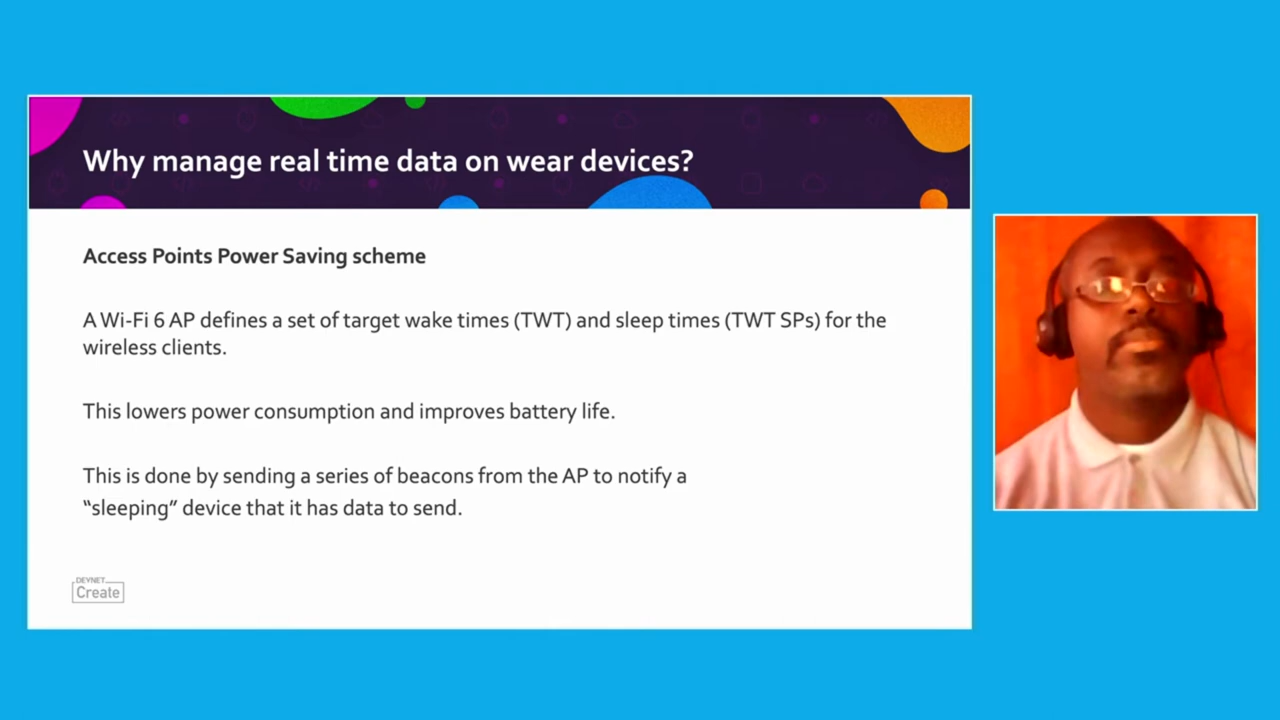 Why manage real time data on wear devices?
Access Points Power Saving scheme
A Wi-Fi 6 AP defines a set of target wake times (TWT) and sleep times (TWT SPs) for the
wireless clients.
This lowers power consumption and improves battery life.
This is done by sending a series of beacons from the AP to notify a
“sleeping” device that it has data to send.
DEVNET
Create